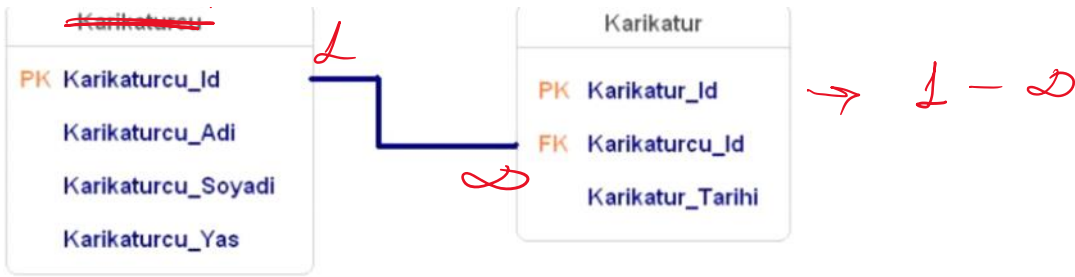 Karikaturcu
1
PK Karikaturcu_Id
Karikaturcu_Adi
Karikaturcu_Soyadi
Karikaturcu_Yas
∞
Karikatur
PK Karikatur_Id
FK Karikaturcu_Id
Karikatur_Tarihi
→ 1 - ∞